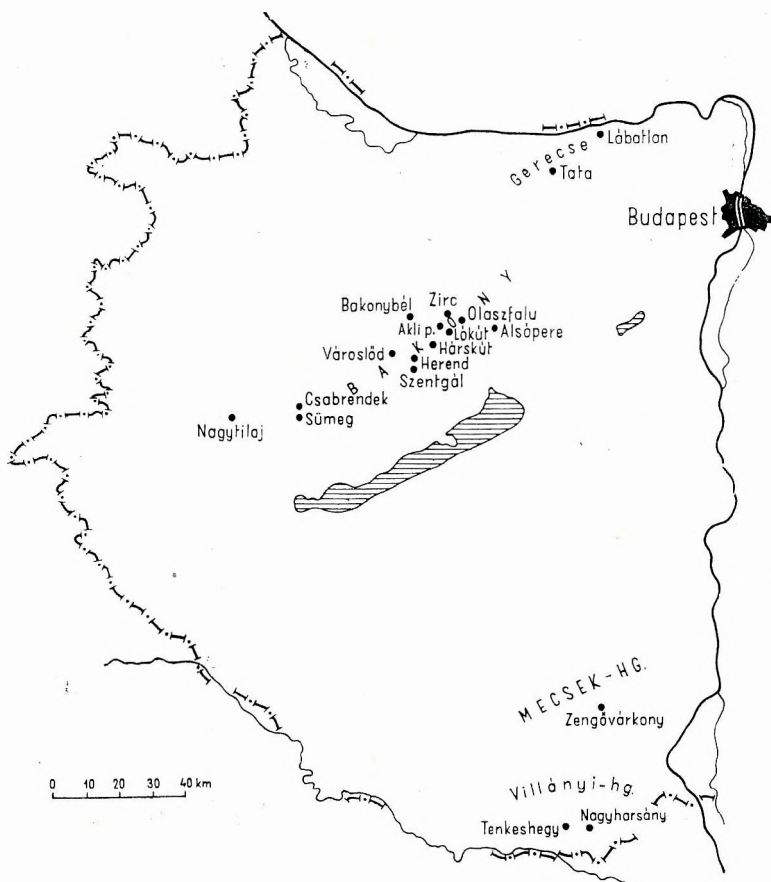 Lábatlan
Gerecse
Tata
Budapest
BAKONY
Bakonybél
Zirc
Olaszfalu
Akli p.
Lókút
Alsópere
Hárskút
Városlőd
Herend
Szentgál
Csabrendek
Sümeg
Nagytilaj
MECSEK-HG.
Zengővárkony
0 10 20 30 40 km
Villányi-hg.
Tenkeshegy
Nagyharsány